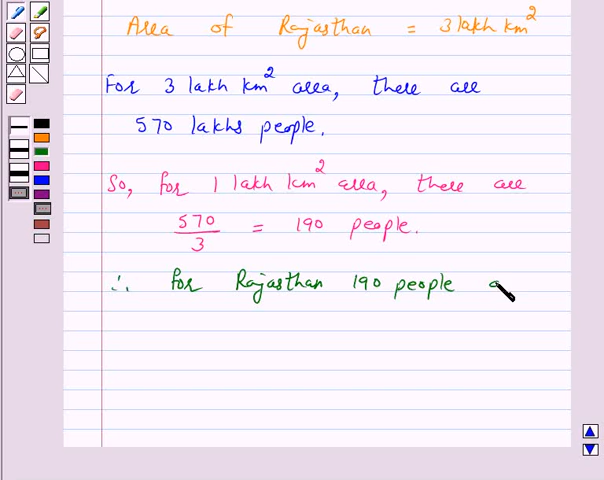 Area of Rajasthan = 3 lakh km²
For 3 lakh km² area, there are
570 lakhs people.
So, for 1 lakh km² area, there are
570/3 = 190 people.
∴ for Rajasthan 190 people a